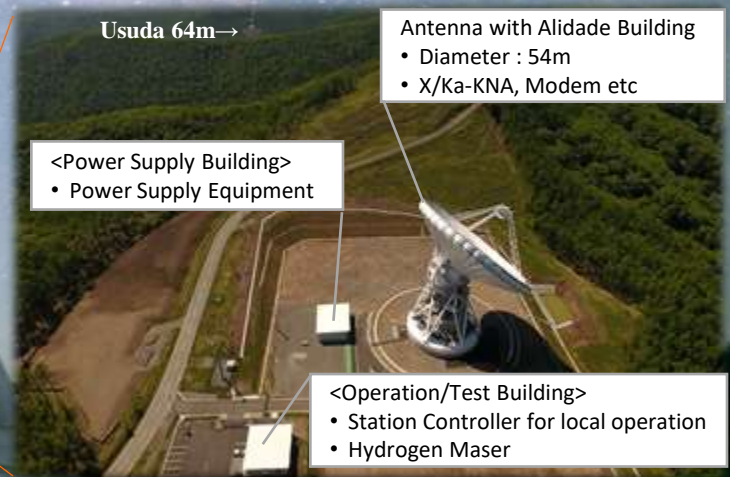 Usuda 64m→
Antenna with Alidade Building
• Diameter : 54m
• X/Ka-KNA, Modem etc
<Power Supply Building>
• Power Supply Equipment
<Operation/Test Building>
• Station Controller for local operation
• Hydrogen Maser